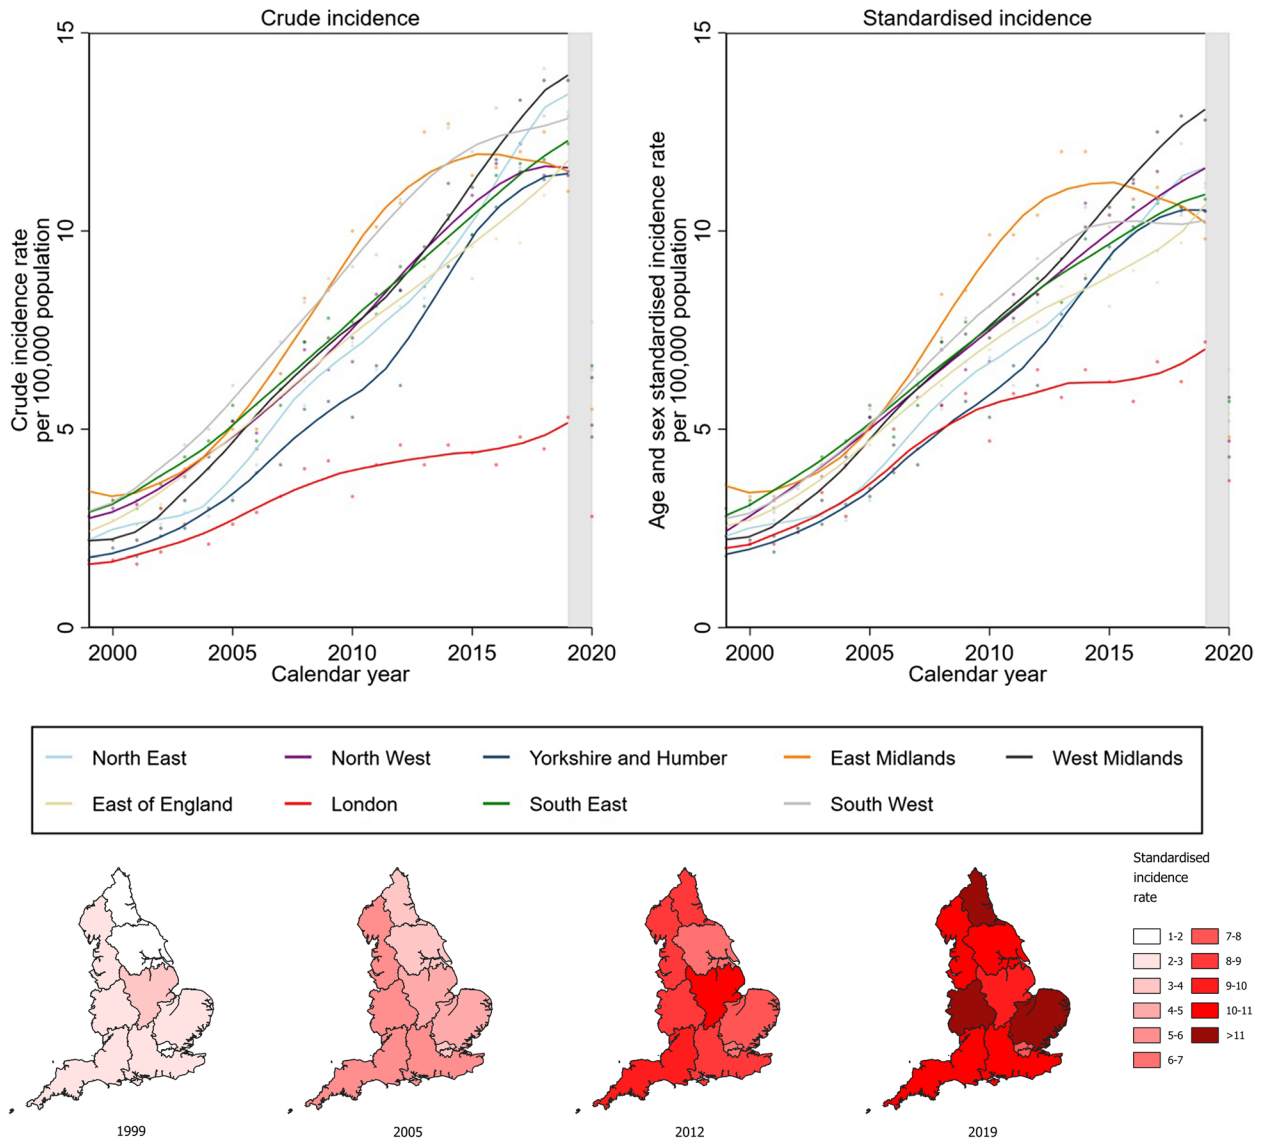 Crude incidence
Crude incidence rate
per 100,000 population
15
10
5
0
2000 2005 2010 2015 2020
Calendar year
Standardised incidence
Age and sex standardised incidence rate
per 100,000 population
15
10
5
0
2000 2005 2010 2015 2020
Calendar year
North East North West Yorkshire and Humber East Midlands West Midlands
East of England London South East South West
Standardised
incidence
rate
1-2 7-8
2-3 8-9
3-4 9-10
4-5 10-11
5-6 >11
6-7
1999 2005 2012 2019